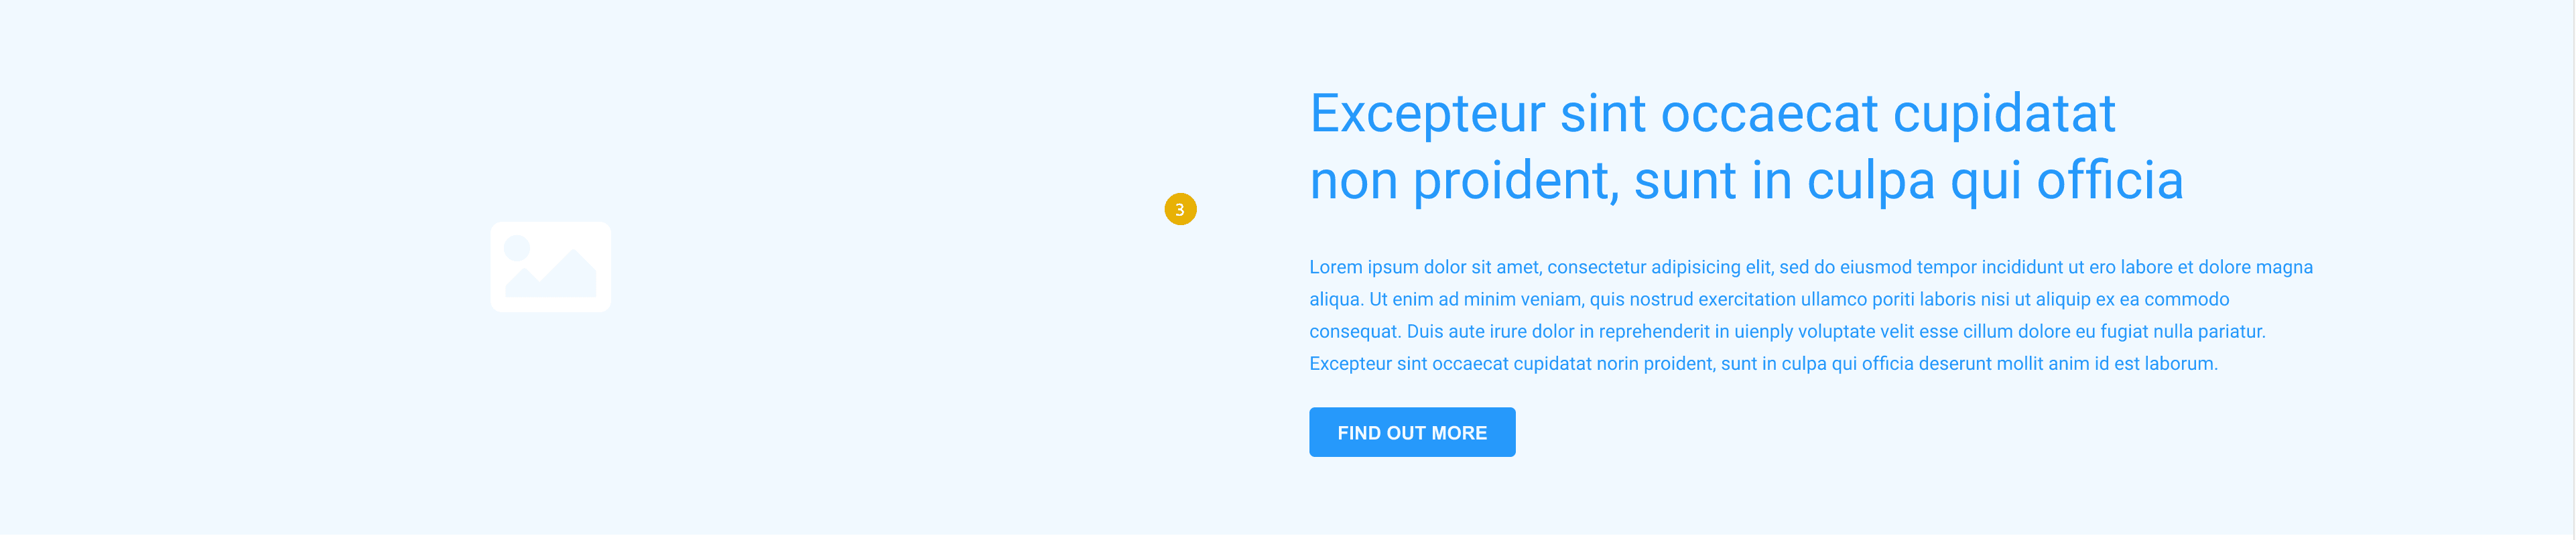 3
Excepteur sint occaecat cupidatat
non proident, sunt in culpa qui officia
Lorem ipsum dolor sit amet, consectetur adipisicing elit, sed do eiusmod tempor incididunt ut ero labore et dolore magna
aliqua. Ut enim ad minim veniam, quis nostrud exercitation ullamco poriti laboris nisi ut aliquip ex ea commodo
consequat. Duis aute irure dolor in reprehenderit in uienply voluptate velit esse cillum dolore eu fugiat nulla pariatur.
Excepteur sint occaecat cupidatat norin proident, sunt in culpa qui officia deserunt mollit anim id est laborum.
FIND OUT MORE